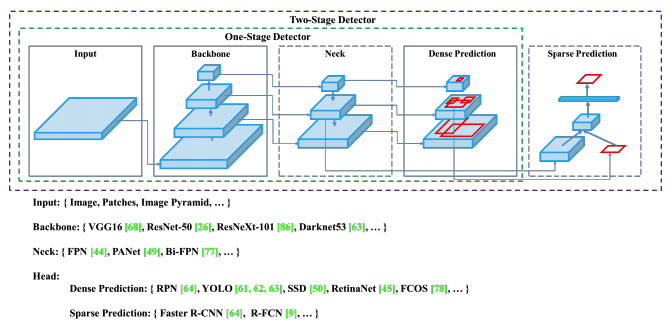 Two-Stage Detector
One-Stage Detector
Input
Backbone
Neck
Dense Prediction
Sparse Prediction
Input: { Image, Patches, Image Pyramid, … }
Backbone: { VGG16 [68], ResNet-50 [26], ResNeXt-101 [86], Darknet53 [63], … }
Neck: { FPN [44], PANet [49], Bi-FPN [77], … }
Head:
Dense Prediction: { RPN [64], YOLO [61, 62, 63], SSD [50], RetinaNet [45], FCOS [78], … }
Sparse Prediction: { Faster R-CNN [64], R-FCN [9], … }